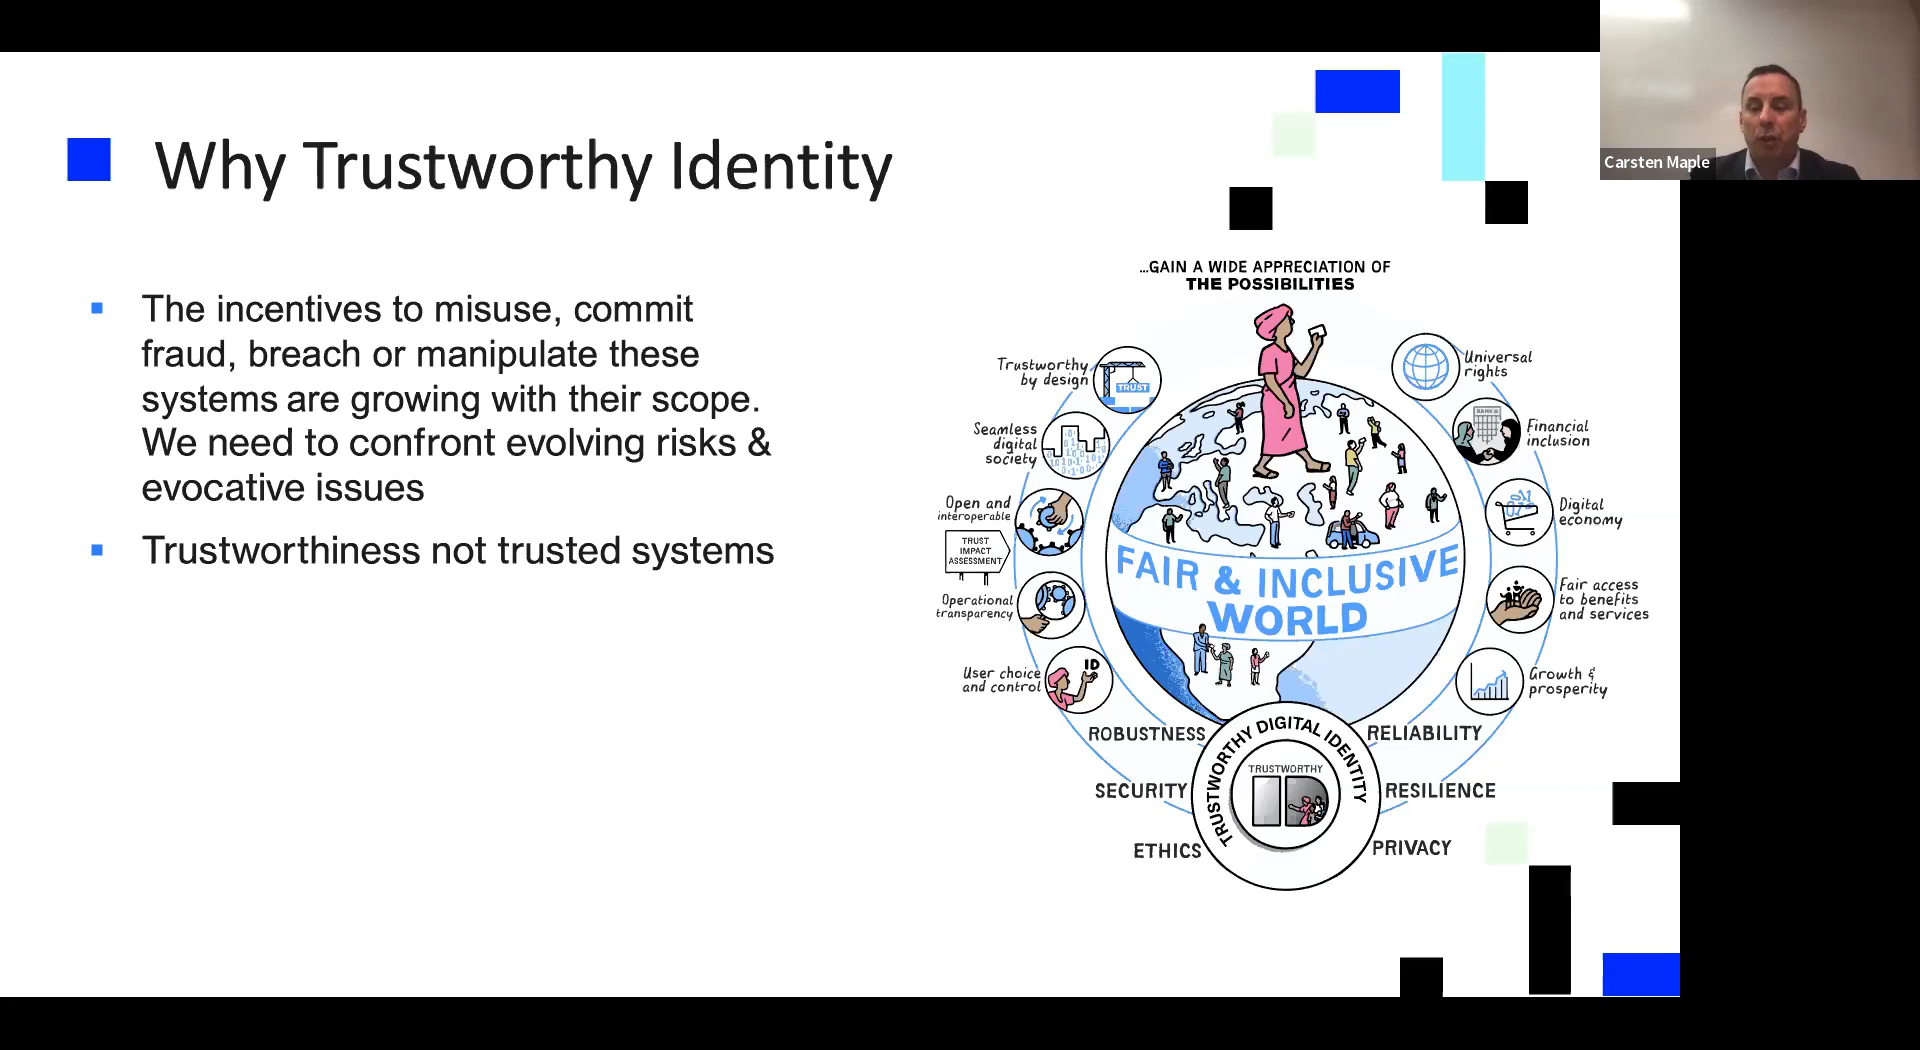 Carsten Maple
Why Trustworthy Identity
The incentives to misuse, commit
fraud, breach or manipulate these
systems are growing with their scope.
We need to confront evolving risks &
evocative issues
Trustworthiness not trusted systems
...GAIN A WIDE APPRECIATION OF
THE POSSIBILITIES
Trustworthy
by design
TRUST
Seamless
digital
society
Open and
interoperable
TRUST
IMPACT
ASSESSMENT
Operational
transparency
User choice
and control
ID
Universal
rights
BANK
Financial
inclusion
Digital
economy
Fair access
to benefits
and services
Growth &
prosperity
FAIR & INCLUSIVE
WORLD
ROBUSTNESS
SECURITY
ETHICS
TRUSTWORTHY DIGITAL IDENTITY
TRUSTWORTHY
ID
RELIABILITY
RESILIENCE
PRIVACY